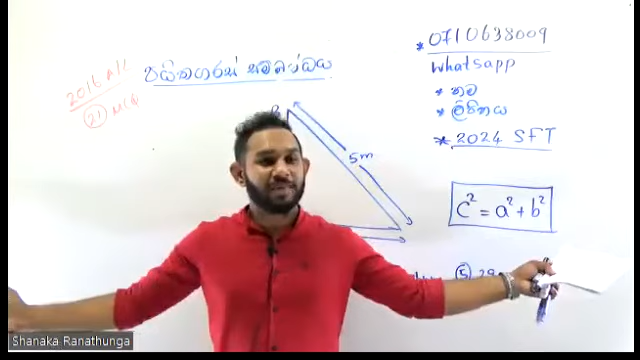 2016 A/L
21 MCQ
පයිතගරස් සම්බන්ධය
0710638009
Whatsapp
* නම
* ලිපිනය
* 2024 SFT
5m
c² = a² + b²
5
Shanaka Ranathunga